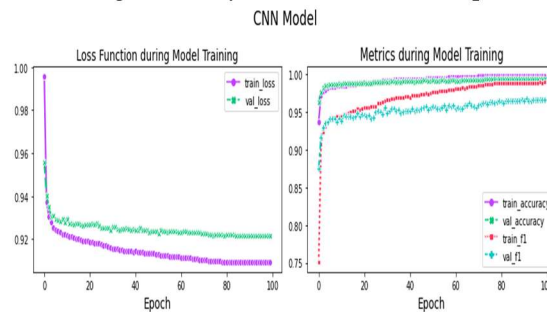 CNN Model
Loss Function during Model Training
1.00
0.98
0.96
0.94
0.92
0 20 40 60 80 100
Epoch
train_loss
val_loss
Metrics during Model Training
1.00
0.95
0.90
0.85
0.80
0.75
0 20 40 60 80 100
Epoch
train_accuracy
val_accuracy
train_f1
val_f1